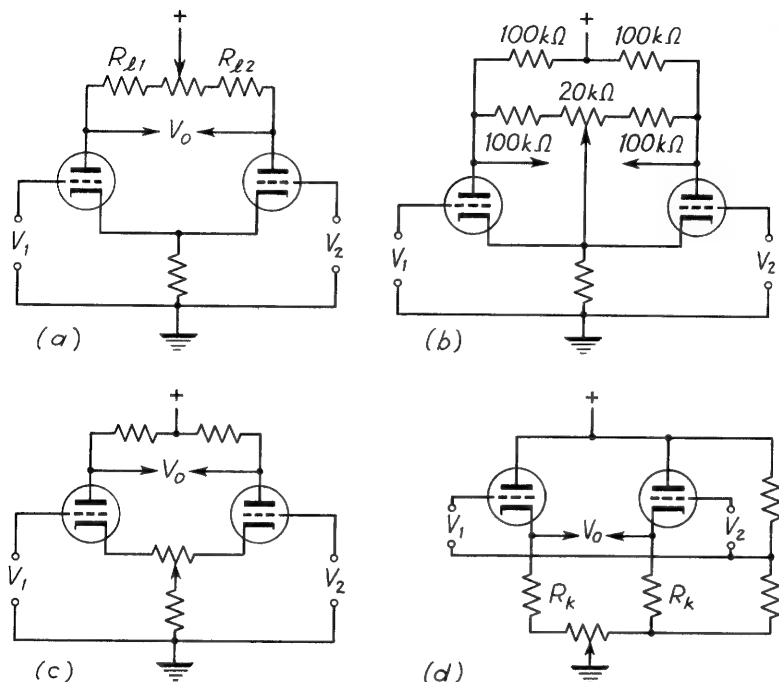 +
R_ℓ1 R_ℓ2
V_o
V_1 V_2
(a)
+
100kΩ 100kΩ
20kΩ
100kΩ 100kΩ
V_1 V_2
(b)
+
V_o
V_1 V_2
(c)
+
V_1 V_o V_2
R_k R_k
(d)